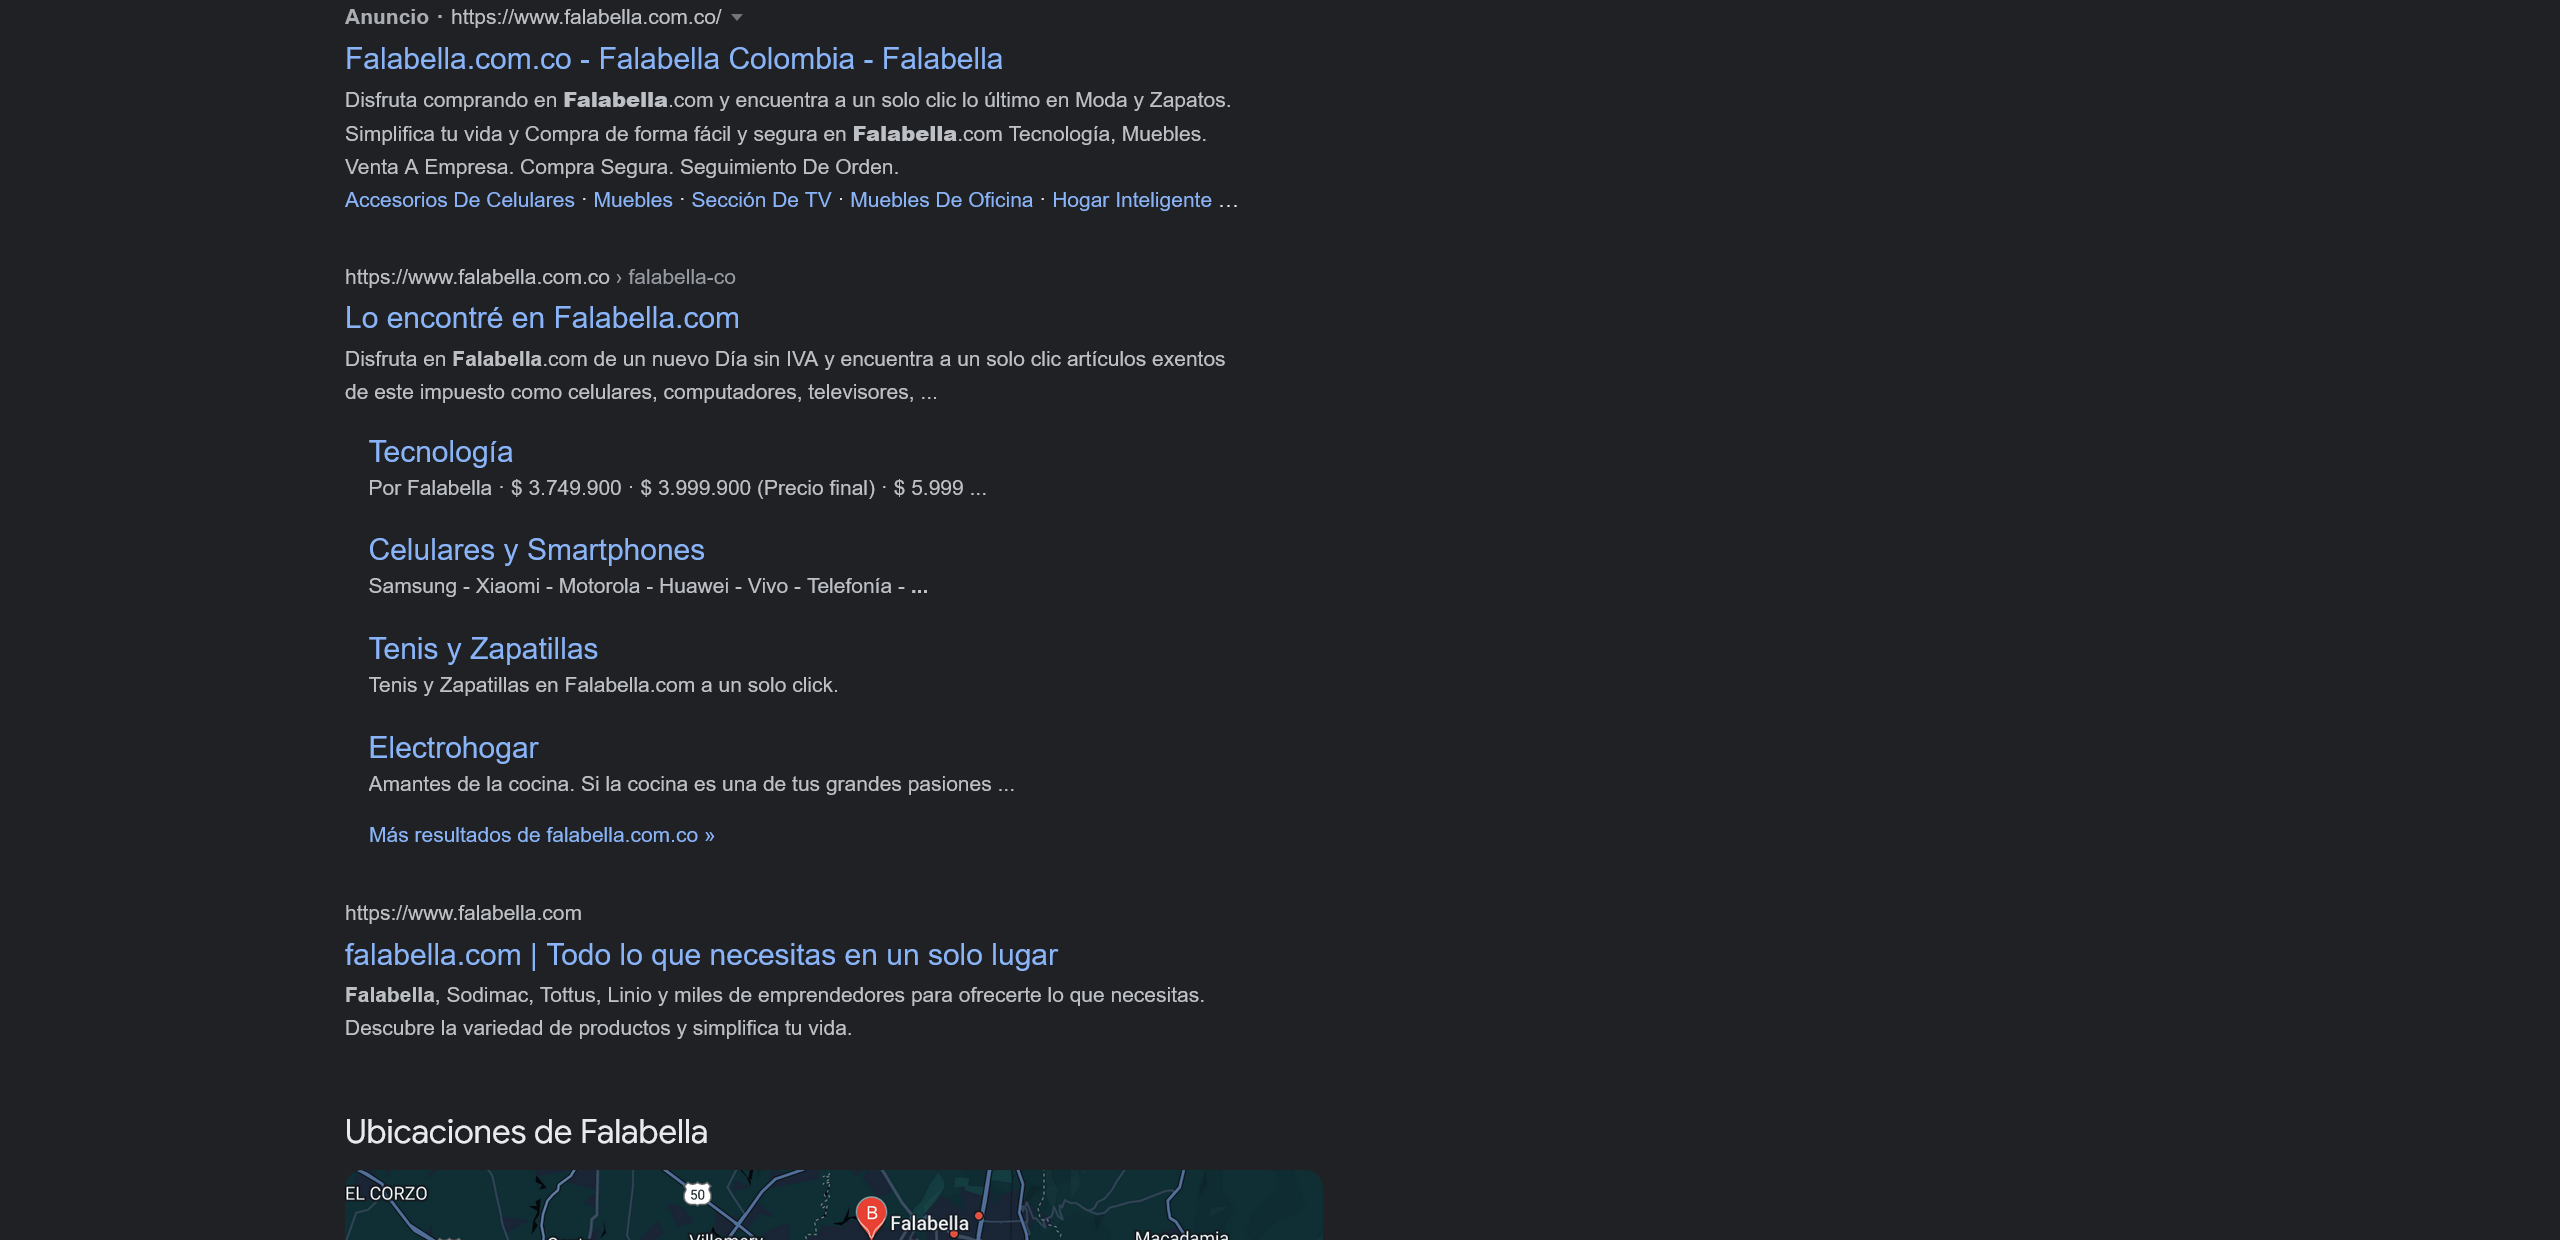 Anuncio · https://www.falabella.com.co/
Falabella.com.co - Falabella Colombia - Falabella
Disfruta comprando en Falabella.com y encuentra a un solo clic lo último en Moda y Zapatos.
Simplifica tu vida y Compra de forma fácil y segura en Falabella.com Tecnología, Muebles.
Venta A Empresa. Compra Segura. Seguimiento De Orden.
Accesorios De Celulares · Muebles · Sección De TV · Muebles De Oficina · Hogar Inteligente ...
https://www.falabella.com.co › falabella-co
Lo encontré en Falabella.com
Disfruta en Falabella.com de un nuevo Día sin IVA y encuentra a un solo clic artículos exentos
de este impuesto como celulares, computadores, televisores, ...
Tecnología
Por Falabella · $ 3.749.900 · $ 3.999.900 (Precio final) · $ 5.999 ...
Celulares y Smartphones
Samsung - Xiaomi - Motorola - Huawei - Vivo - Telefonía - ...
Tenis y Zapatillas
Tenis y Zapatillas en Falabella.com a un solo click.
Electrohogar
Amantes de la cocina. Si la cocina es una de tus grandes pasiones ...
Más resultados de falabella.com.co »
https://www.falabella.com
falabella.com | Todo lo que necesitas en un solo lugar
Falabella, Sodimac, Tottus, Linio y miles de emprendedores para ofrecerte lo que necesitas.
Descubre la variedad de productos y simplifica tu vida.
Ubicaciones de Falabella
EL CORZO
50
B
Falabella
Macadamia